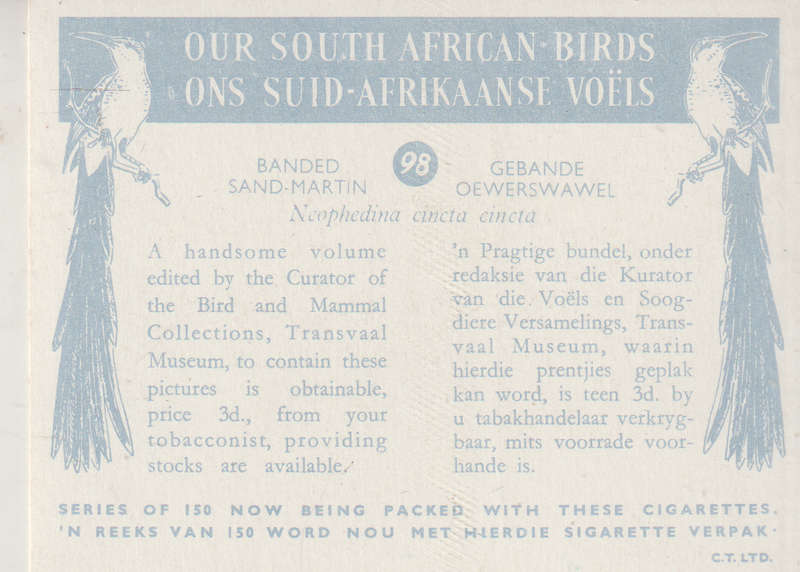 OUR SOUTH AFRICAN BIRDS
ONS SUID-AFRIKAANSE VOËLS
BANDED
SAND-MARTIN
98
GEBANDE
OEWERSWAWEL
Neophedina cincta cincta
A handsome volume
edited by the Curator of
the Bird and Mammal
Collections, Transvaal
Museum, to contain these
pictures is obtainable,
price 3d., from your
tobacconist, providing
stocks are available.
'n Pragtige bundel, onder
redaksie van die Kurator
van die Voëls en Soog-
diere Versamelings, Trans-
vaal Museum, waarin
hierdie prentjies geplak
kan word, is teen 3d. by
u tabakhandelaar verkryg-
baar, mits voorrade voor-
hande is.
SERIES OF 150 NOW BEING PACKED WITH THESE CIGARETTES.
'N REEKS VAN 150 WORD NOU MET HIERDIE SIGARETTE VERPAK.
C.T. LTD.